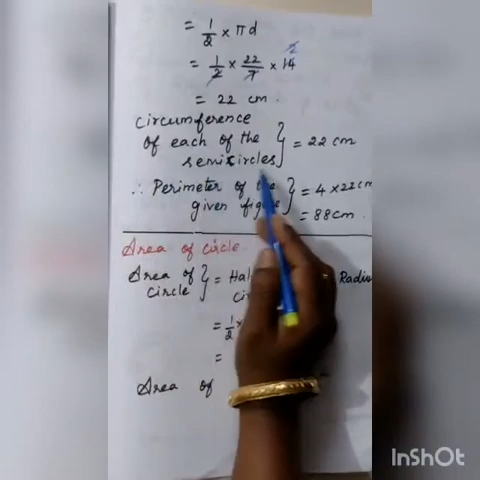 = 1/2 × πd
= 1/2 × 22/7 × 14 2
= 22 cm.
Circumference
of each of the
semicircles } = 22 cm
∴ Perimeter of the
given figure } = 4 × 22 cm
= 88 cm.
Area of circle
Area of
circle } = Radiu
= 1/2
=
Area of
InShOt